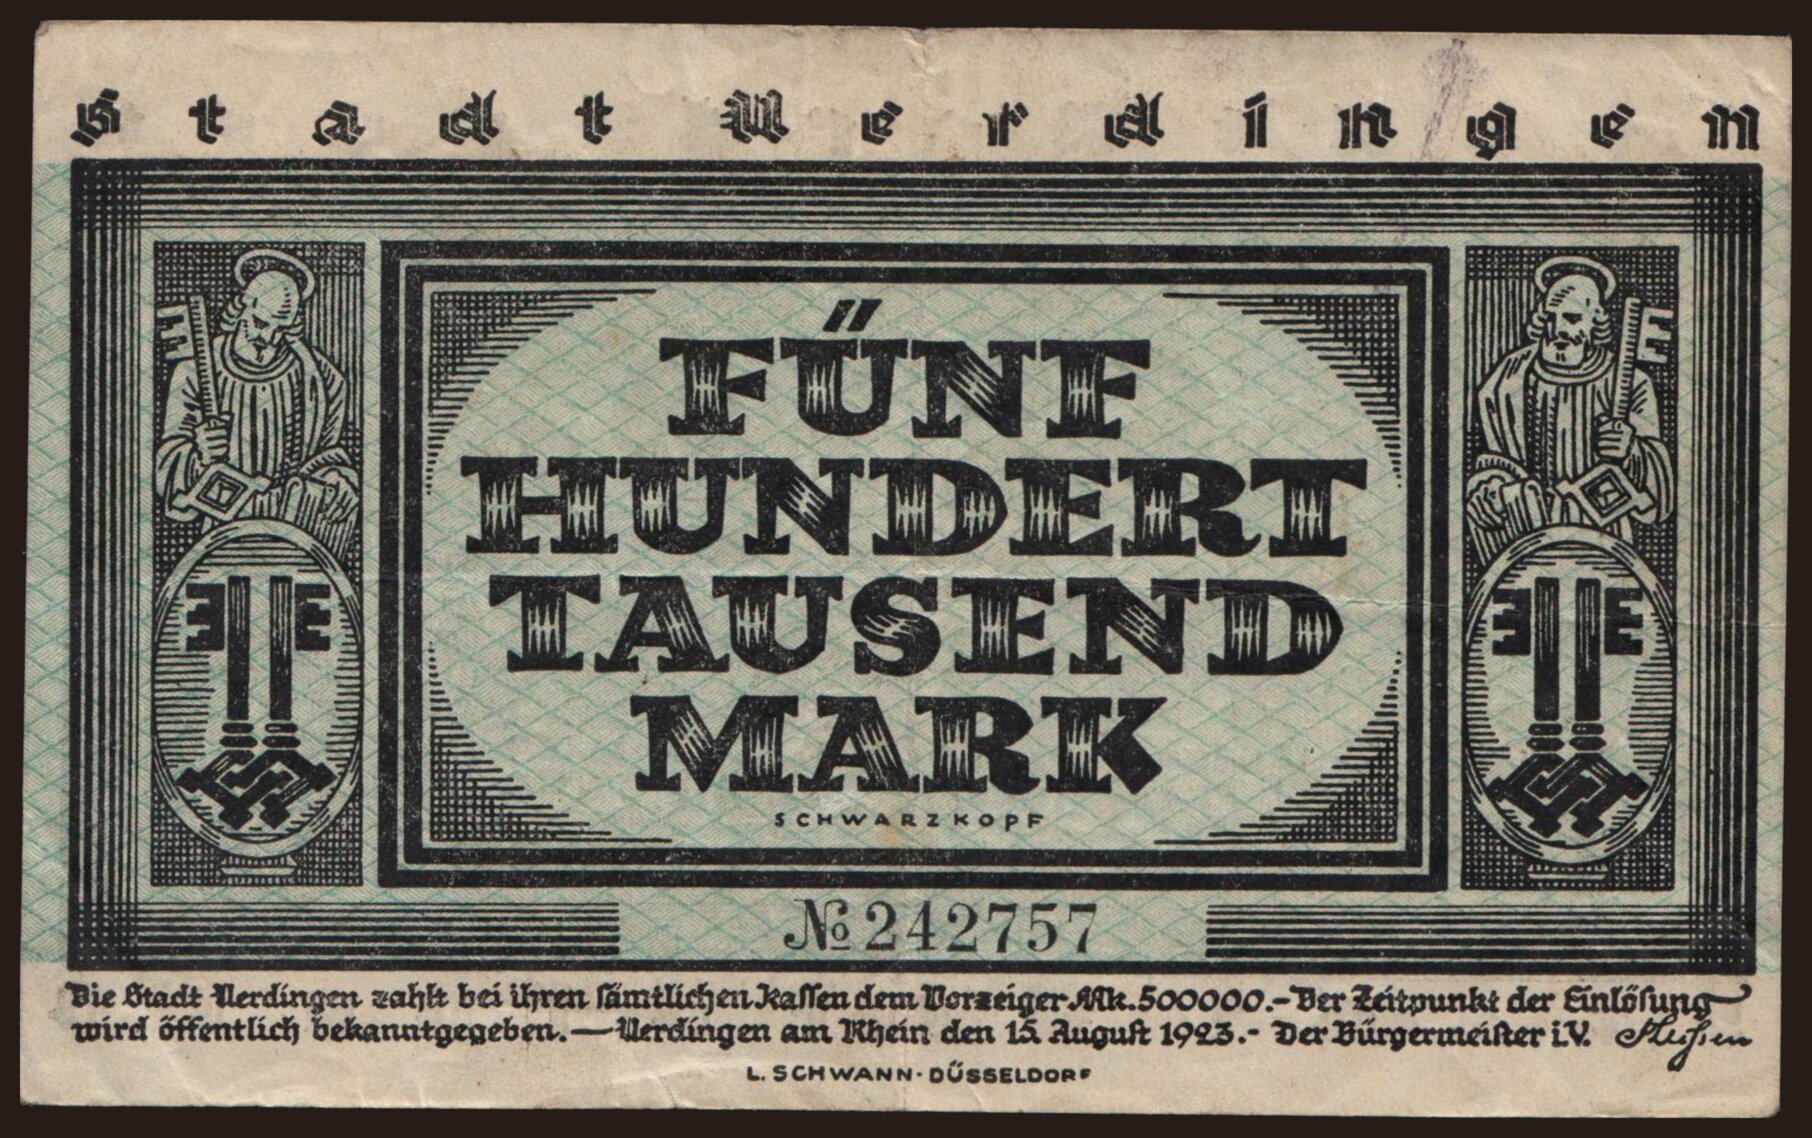 Stadt Uerdingen
FÜNF
HUNDERT
TAUSEND
MARK
SCHWARZKOPF
№ 242757
Die Stadt Uerdingen zahlt bei ihren sämtlichen Kassen dem Vorzeiger Mk. 500000.- Der Zeitpunkt der Einlösung
wird öffentlich bekanntgegeben. — Uerdingen am Rhein den 15. August 1923.- Der Bürgermeister i.V.
L. SCHWANN · DÜSSELDORF